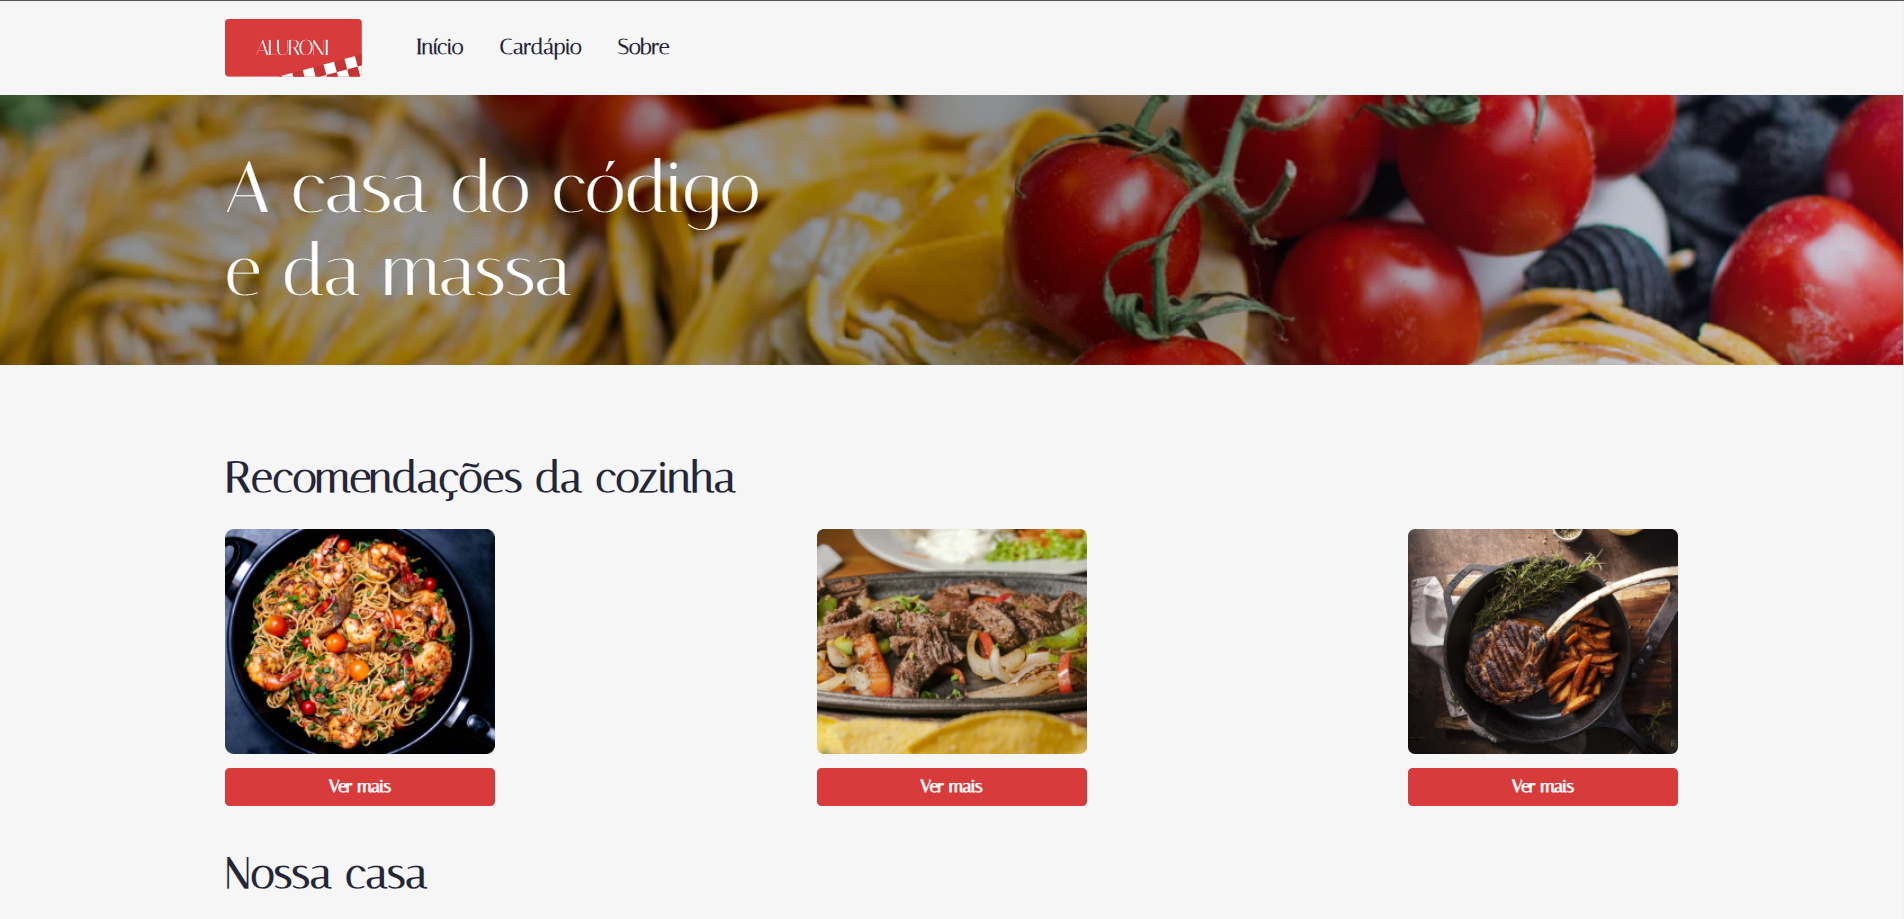 ALURONI
Início
Cardápio
Sobre
A casa do código
e da massa
Recomendações da cozinha
Ver mais
Ver mais
Ver mais
Nossa casa